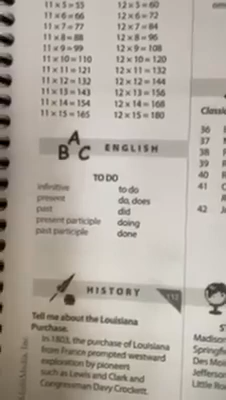 11 x 5 = 55 12 x 5 = 60
11 x 6 = 66 12 x 6 = 72
11 x 7 = 77 12 x 7 = 84
11 x 8 = 88 12 x 8 = 96
11 x 9 = 99 12 x 9 = 108
11 x 10 = 110 12 x 10 = 120
11 x 11 = 121 12 x 11 = 132
11 x 12 = 132 12 x 12 = 144
11 x 13 = 143 12 x 13 = 156
11 x 14 = 154 12 x 14 = 168
11 x 15 = 165 12 x 15 = 180
A B C ENGLISH
TO DO
infinitive to do
present do, does
past did
present participle doing
past participle done
HISTORY
112
Tell me about the Louisiana
Purchase.
In 1803, the purchase of Louisiana
from France prompted westward
exploration by pioneers
such as Lewis and Clark and
Congressman Davy Crockett.
Classic
36
37
38
39
40
41
42
Madison
Springfie
Des Moi
Jefferson
Little Ro